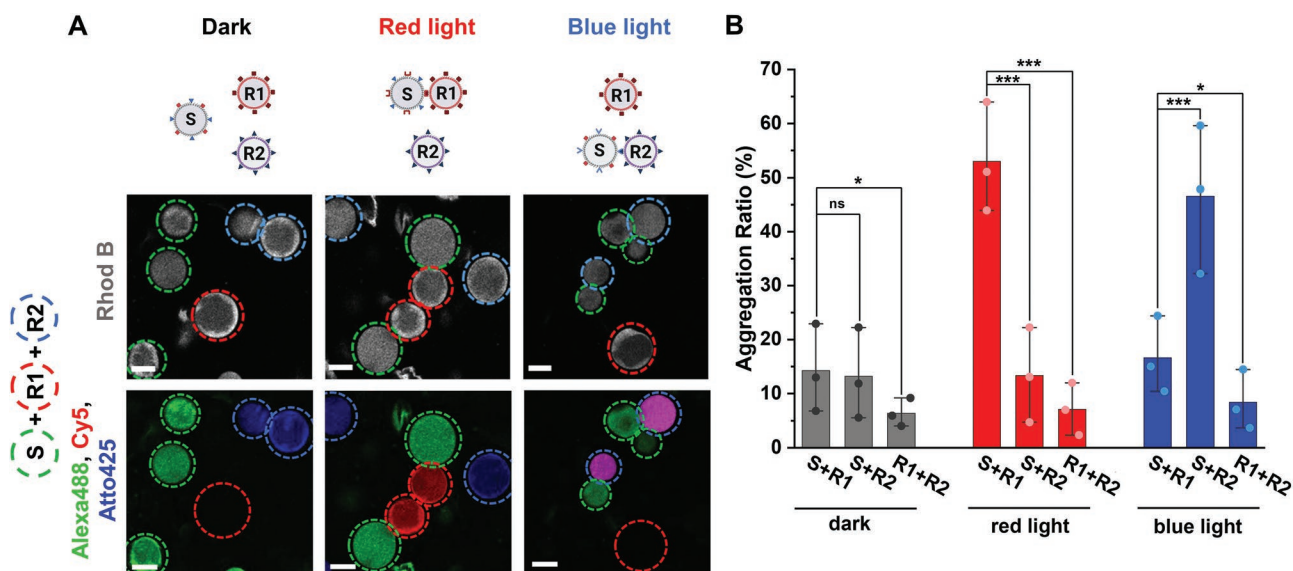 A
Dark
Red light
Blue light
S
R1
R2
S
R1
R2
R1
S
R2
Rhod B
S + R1 + R2
Alexa488, Cy5,
Atto425
B
Aggregation Ratio (%)
70
60
50
40
30
20
10
0
*
ns
***
***
*
***
S+R1
S+R2
R1+R2
S+R1
S+R2
R1+R2
S+R1
S+R2
R1+R2
dark
red light
blue light